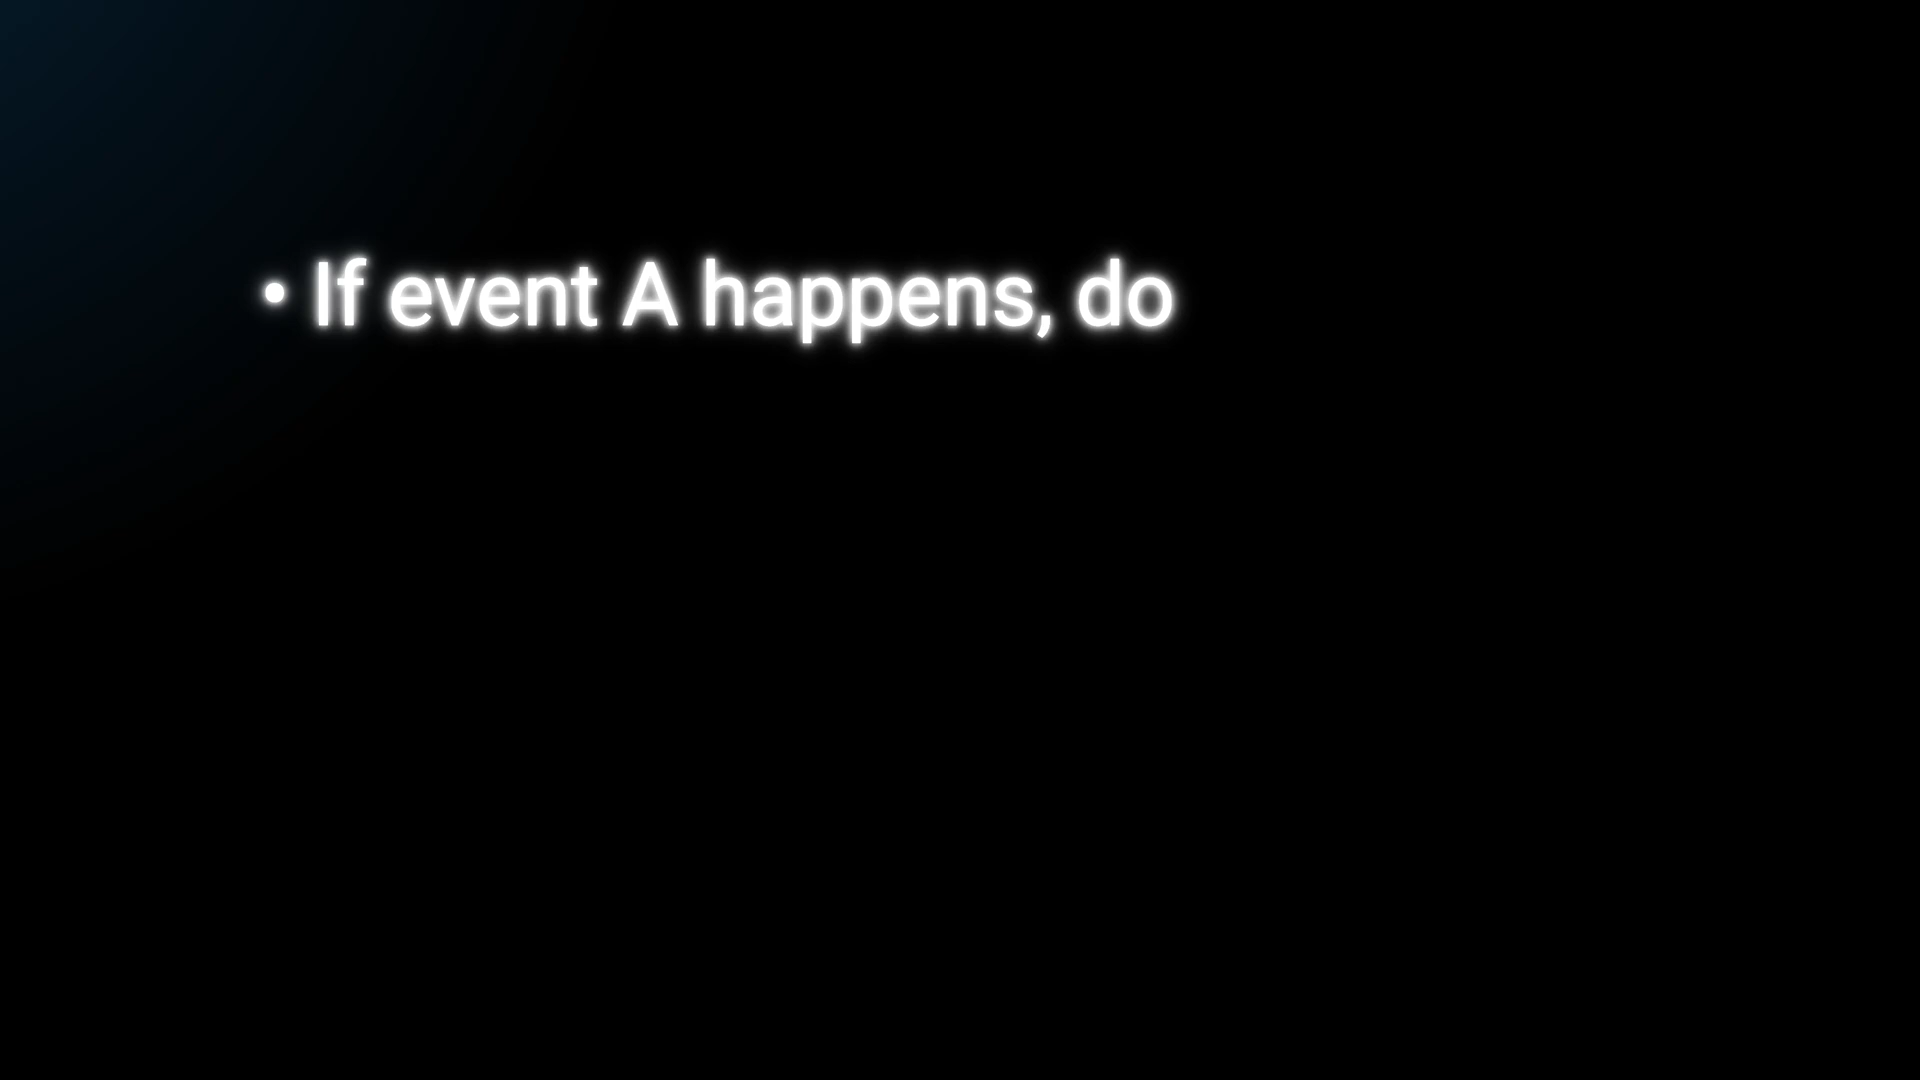 • If event A happens, do